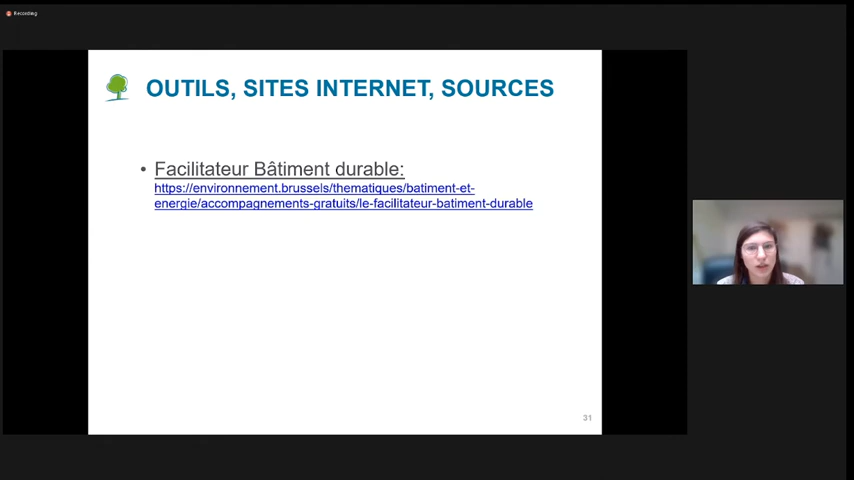 Recording
OUTILS, SITES INTERNET, SOURCES
• Facilitateur Bâtiment durable:
https://environnement.brussels/thematiques/batiment-et-
energie/accompagnements-gratuits/le-facilitateur-batiment-durable
31